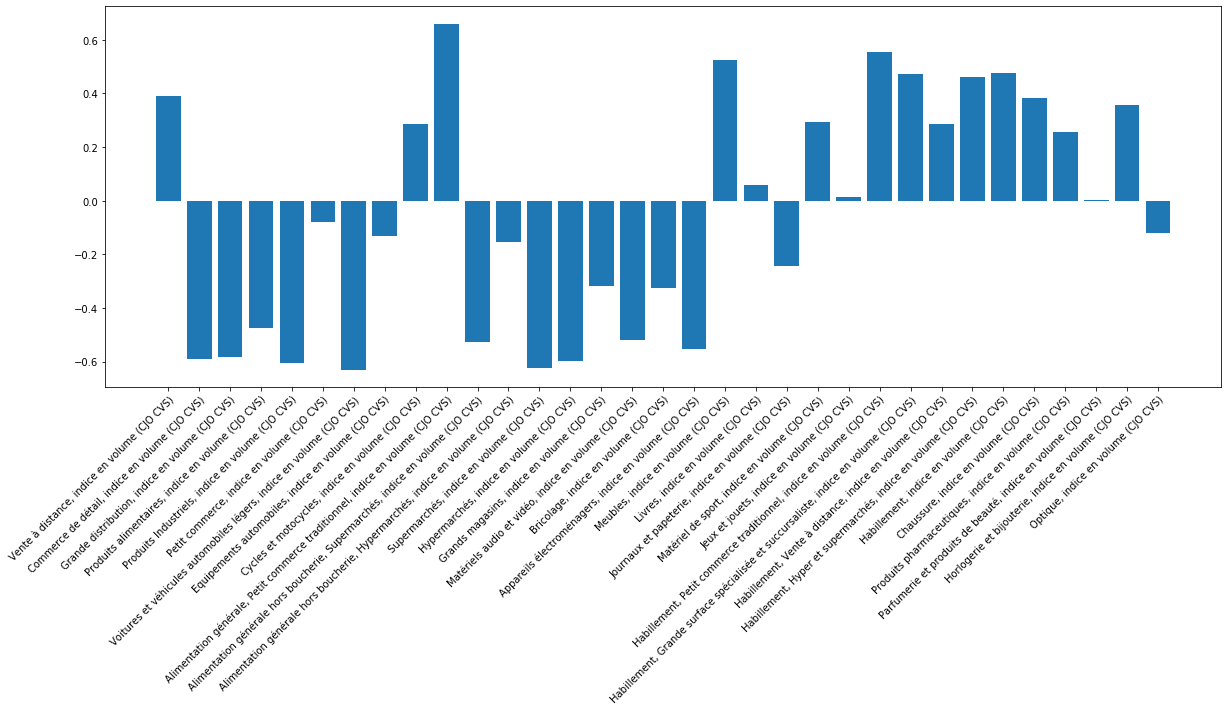 0.6
0.4
0.2
0.0
−0.2
−0.4
−0.6
Vente à distance, indice en volume (CJO CVS)
Commerce de détail, indice en volume (CJO CVS)
Grande distribution, indice en volume (CJO CVS)
Produits alimentaires, indice en volume (CJO CVS)
Produits Industriels, indice en volume (CJO CVS)
Petit commerce, indice en volume (CJO CVS)
Voitures et véhicules automobiles légers, indice en volume (CJO CVS)
Equipements automobiles, indice en volume (CJO CVS)
Cycles et motocycles, indice en volume (CJO CVS)
Alimentation générale, Petit commerce traditionnel, indice en volume (CJO CVS)
Alimentation générale hors boucherie, Supermarchés, indice en volume (CJO CVS)
Alimentation générale hors boucherie, Hypermarchés, indice en volume (CJO CVS)
Supermarchés, indice en volume (CJO CVS)
Hypermarchés, indice en volume (CJO CVS)
Grands magasins, indice en volume (CJO CVS)
Matériels audio et vidéo, indice en volume (CJO CVS)
Bricolage, indice en volume (CJO CVS)
Appareils électroménagers, indice en volume (CJO CVS)
Meubles, indice en volume (CJO CVS)
Livres, indice en volume (CJO CVS)
Journaux et papeterie, indice en volume (CJO CVS)
Matériel de sport, indice en volume (CJO CVS)
Jeux et jouets, indice en volume (CJO CVS)
Habillement, Petit commerce traditionnel, indice en volume (CJO CVS)
Habillement, Grande surface spécialisée et succursaliste, indice en volume (CJO CVS)
Habillement, Vente à distance, indice en volume (CJO CVS)
Habillement, Hyper et supermarchés, indice en volume (CJO CVS)
Habillement, indice en volume (CJO CVS)
Chaussure, indice en volume (CJO CVS)
Produits pharmaceutiques, indice en volume (CJO CVS)
Parfumerie et produits de beauté, indice en volume (CJO CVS)
Horlogerie et bijouterie, indice en volume (CJO CVS)
Optique, indice en volume (CJO CVS)